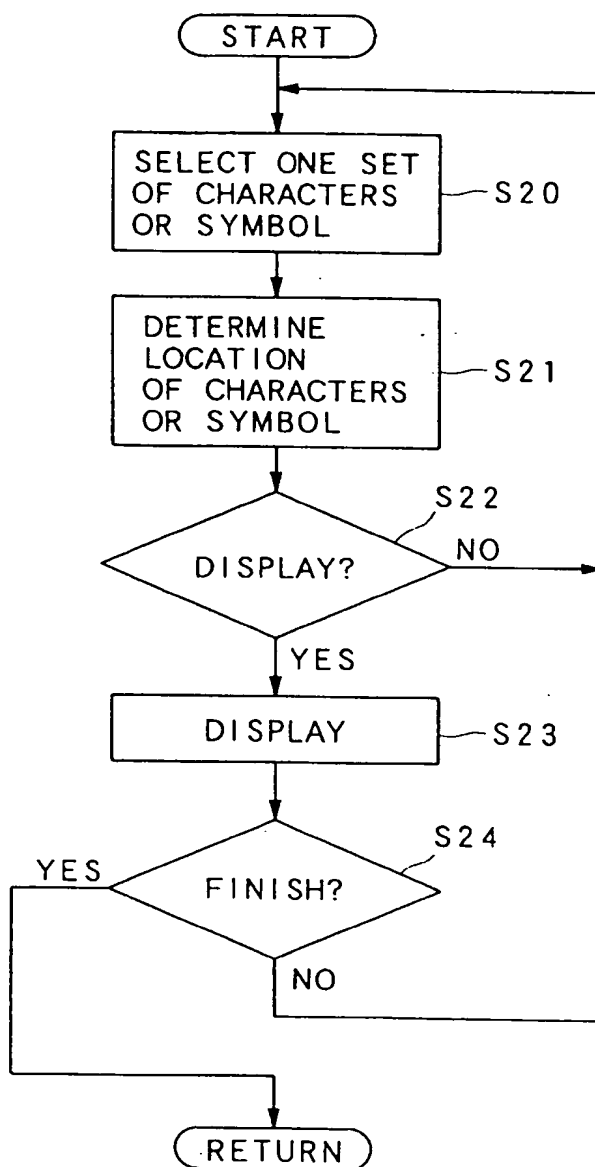 START
SELECT ONE SET
OF CHARACTERS
OR SYMBOL
S20
DETERMINE
LOCATION
OF CHARACTERS
OR SYMBOL
S21
S22
DISPLAY?
NO
YES
DISPLAY
S23
S24
YES
FINISH?
NO
RETURN